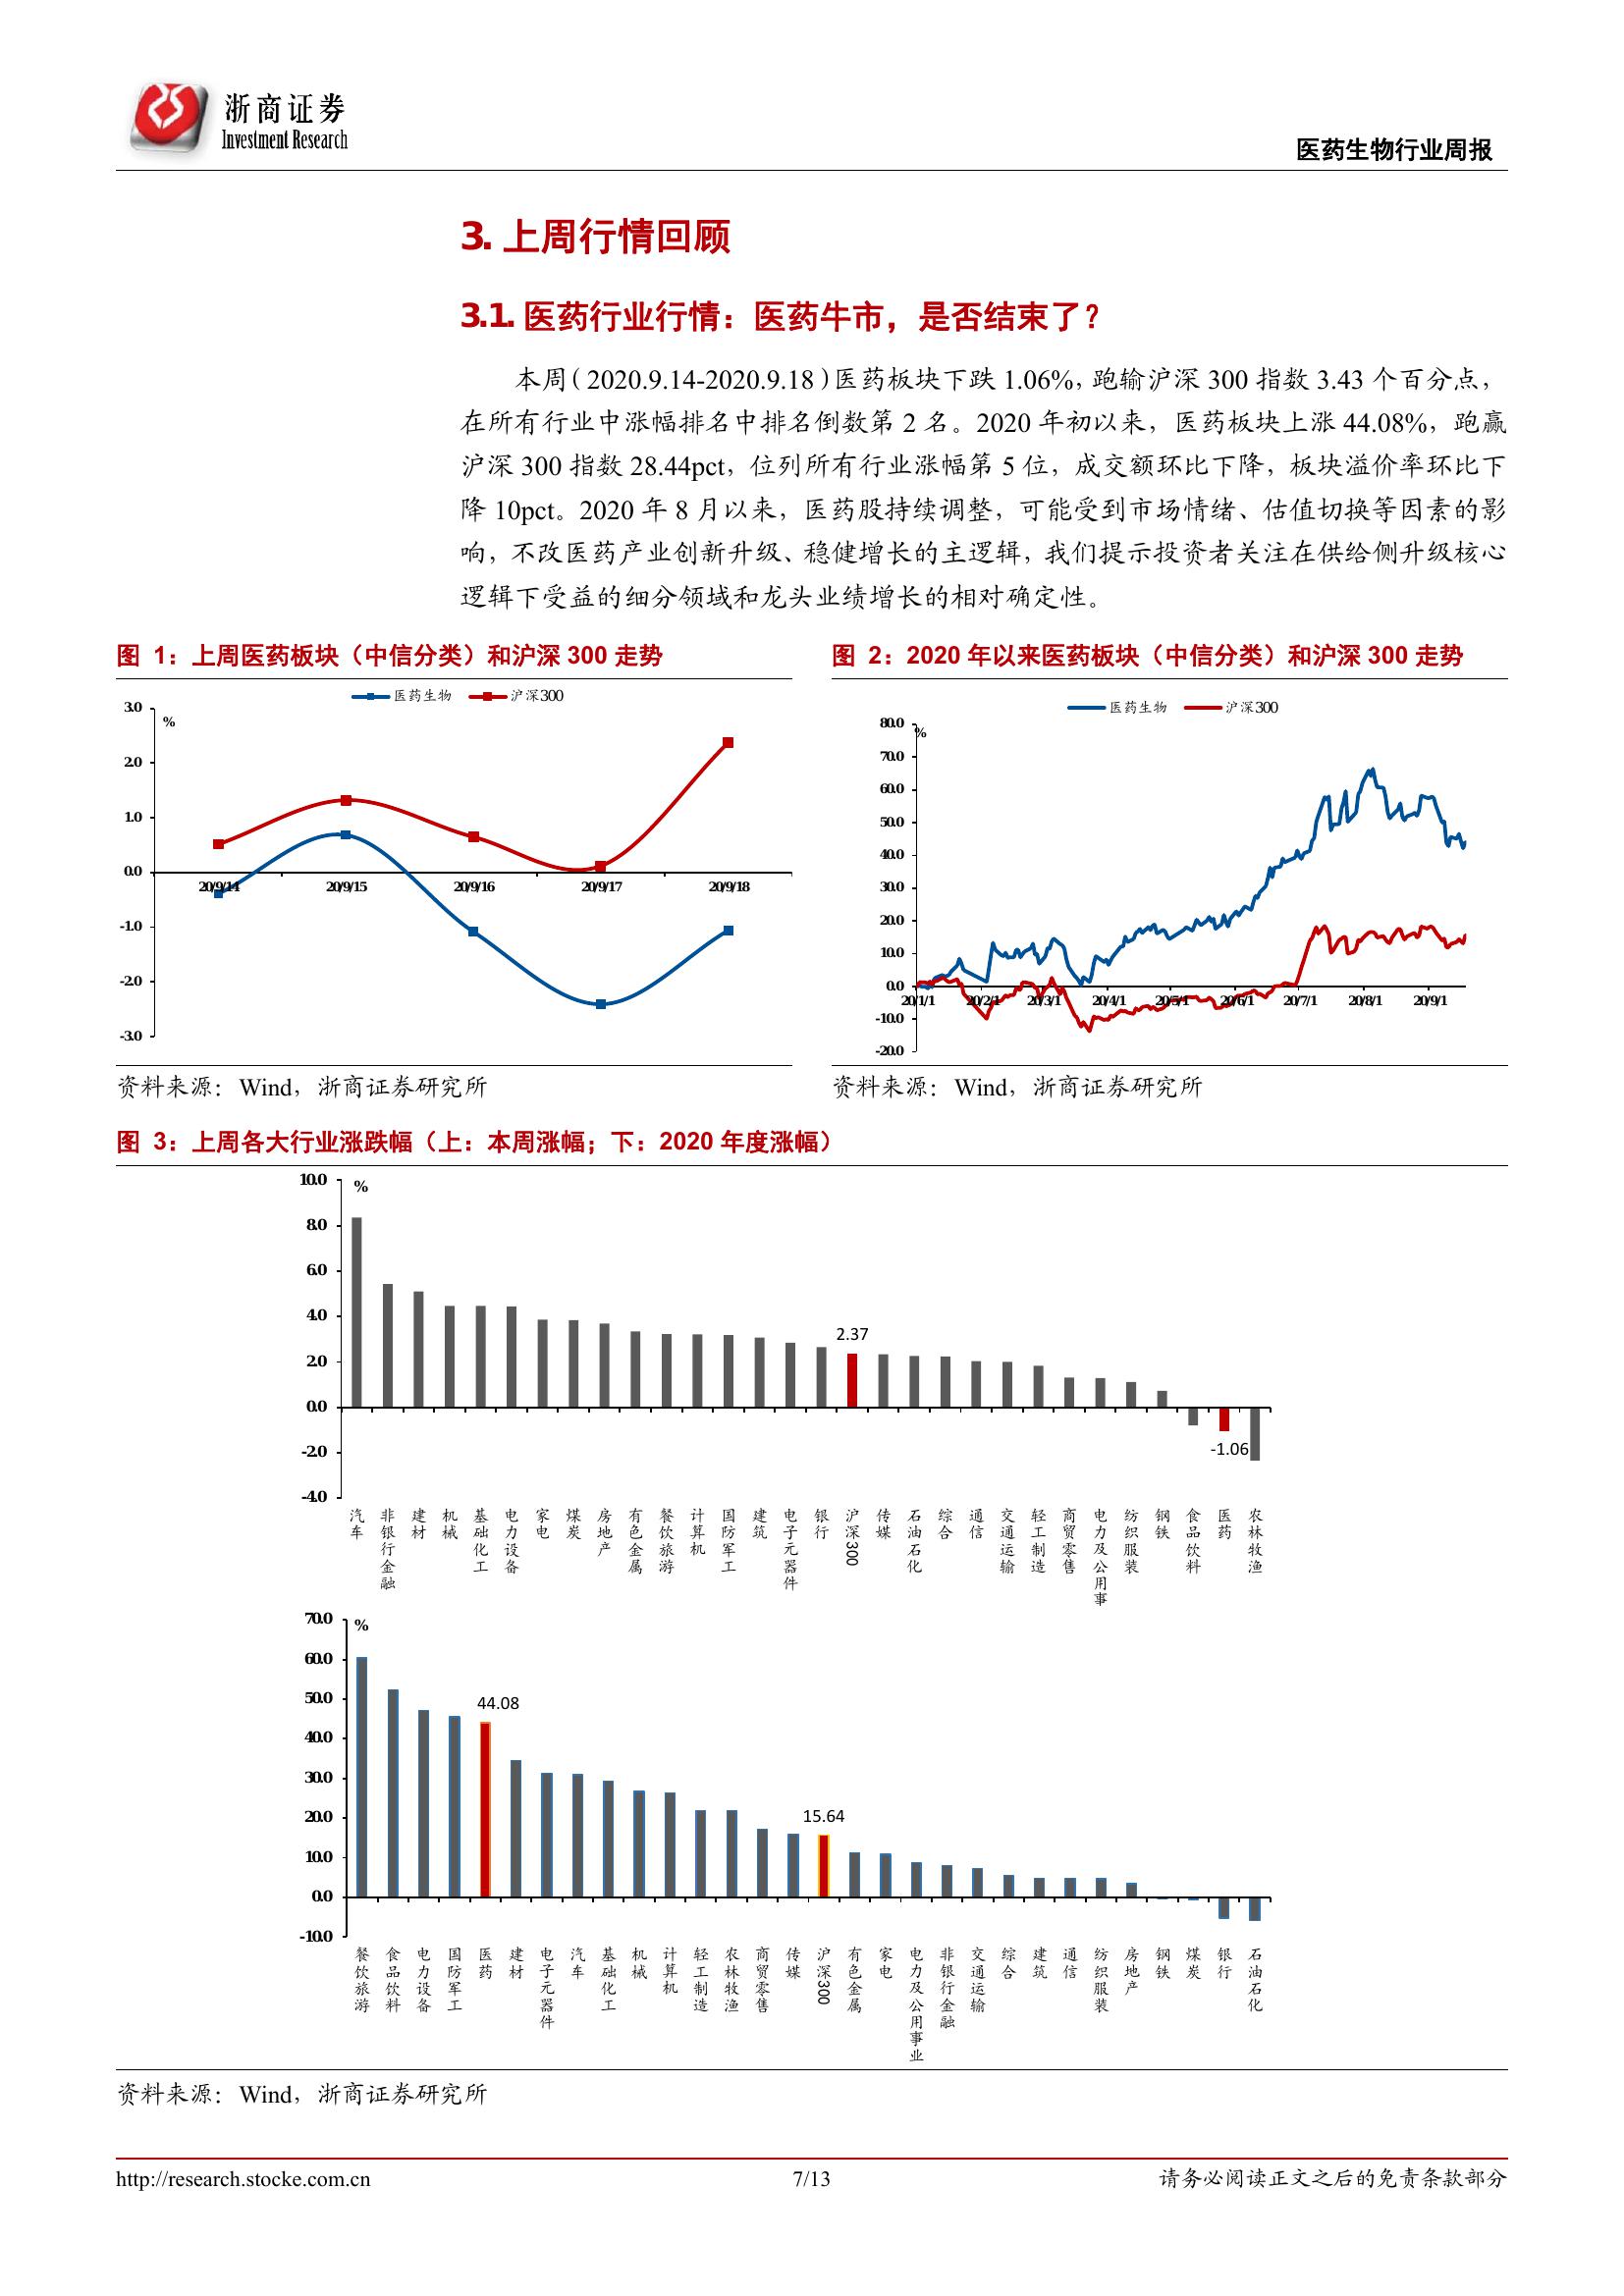 浙商证券
Investment Research
医药生物行业周报
3. 上周行情回顾
3.1. 医药行业行情：医药牛市，是否结束了？
本周（2020.9.14-2020.9.18）医药板块下跌 1.06%，跑输沪深 300 指数 3.43 个百分点，
在所有行业中涨幅排名中排名倒数第 2 名。2020 年初以来，医药板块上涨 44.08%，跑赢
沪深 300 指数 28.44pct，位列所有行业涨幅第 5 位，成交额环比下降，板块溢价率环比下
降 10pct。2020 年 8 月以来，医药股持续调整，可能受到市场情绪、估值切换等因素的影
响，不改医药产业创新升级、稳健增长的主逻辑，我们提示投资者关注在供给侧升级核心
逻辑下受益的细分领域和龙头业绩增长的相对确定性。
图 1：上周医药板块（中信分类）和沪深 300 走势
医药生物 沪深300
%
3.0
2.0
1.0
0.0
-1.0
-2.0
-3.0
20/9/14 20/9/15 20/9/16 20/9/17 20/9/18
资料来源：Wind，浙商证券研究所
图 2：2020 年以来医药板块（中信分类）和沪深 300 走势
医药生物 沪深300
%
80.0
70.0
60.0
50.0
40.0
30.0
20.0
10.0
0.0
-10.0
-20.0
20/1/1 20/2/1 20/3/1 20/4/1 20/5/1 20/6/1 20/7/1 20/8/1 20/9/1
资料来源：Wind，浙商证券研究所
图 3：上周各大行业涨跌幅（上：本周涨幅；下：2020 年度涨幅）
%
10.0
8.0
6.0
4.0
2.0
0.0
-2.0
-4.0
2.37
-1.06
汽车 非银行金融 建材 机械 基础化工 电力设备 家电 煤炭 房地产 有色金属 餐饮旅游 计算机 国防军工 建筑 电子元器件 银行 沪深300 传媒 石油石化 综合 通信 交通运输 轻工制造 商贸零售 电力及公用事 纺织服装 钢铁 食品饮料 医药 农林牧渔
%
70.0
60.0
50.0
40.0
30.0
20.0
10.0
0.0
-10.0
44.08
15.64
餐饮旅游 食品饮料 电力设备 国防军工 医药 建材 电子元器件 汽车 基础化工 机械 计算机 轻工制造 农林牧渔 商贸零售 传媒 沪深300 有色金属 家电 电力及公用事业 非银行金融 交通运输 综合 建筑 通信 纺织服装 房地产 钢铁 煤炭 银行 石油石化
资料来源：Wind，浙商证券研究所
http://research.stocke.com.cn
7/13
请务必阅读正文之后的免责条款部分